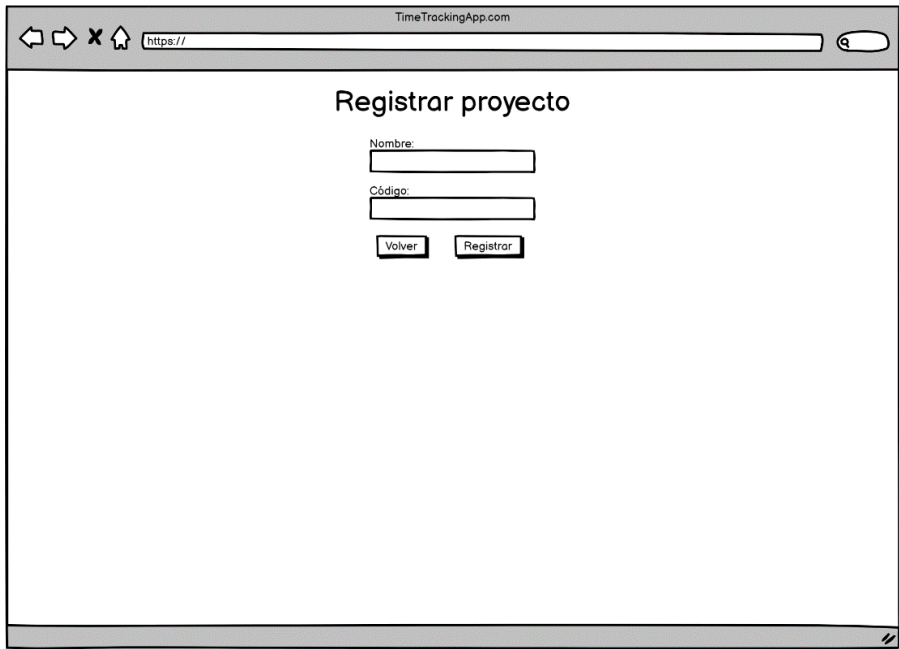 TimeTrackingApp.com
https://
Registrar proyecto
Nombre:
Código:
Volver Registrar